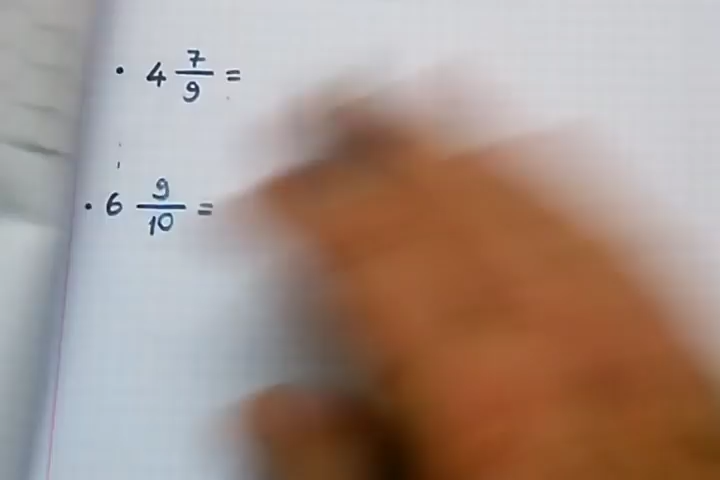 • 4 7/9 =
• 6 9/10 =